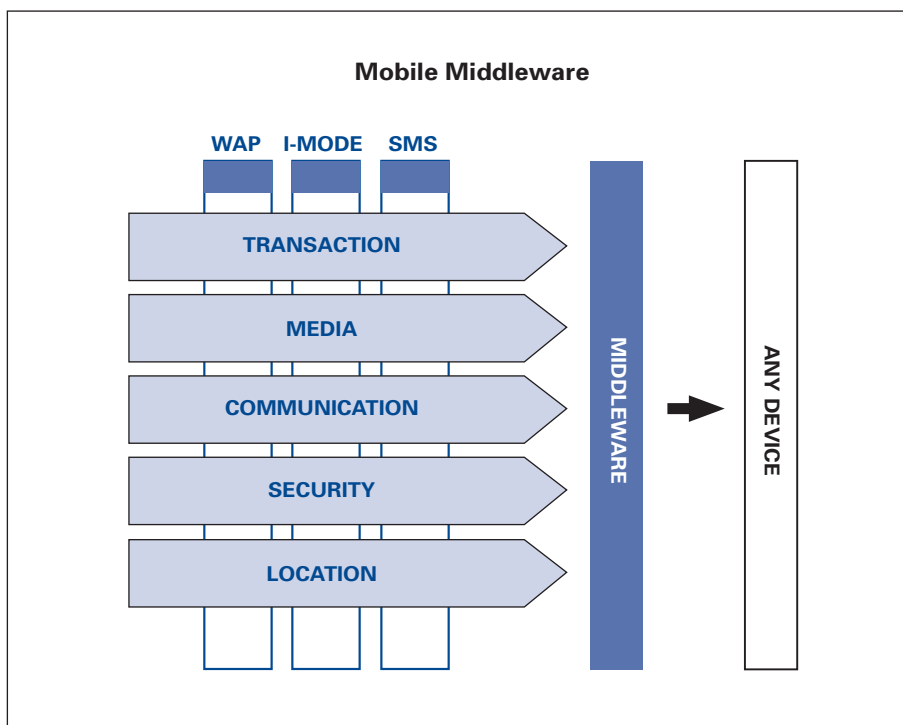 Mobile Middleware
WAP I-MODE SMS
TRANSACTION
MEDIA
COMMUNICATION
SECURITY
LOCATION
MIDDLEWARE
ANY DEVICE